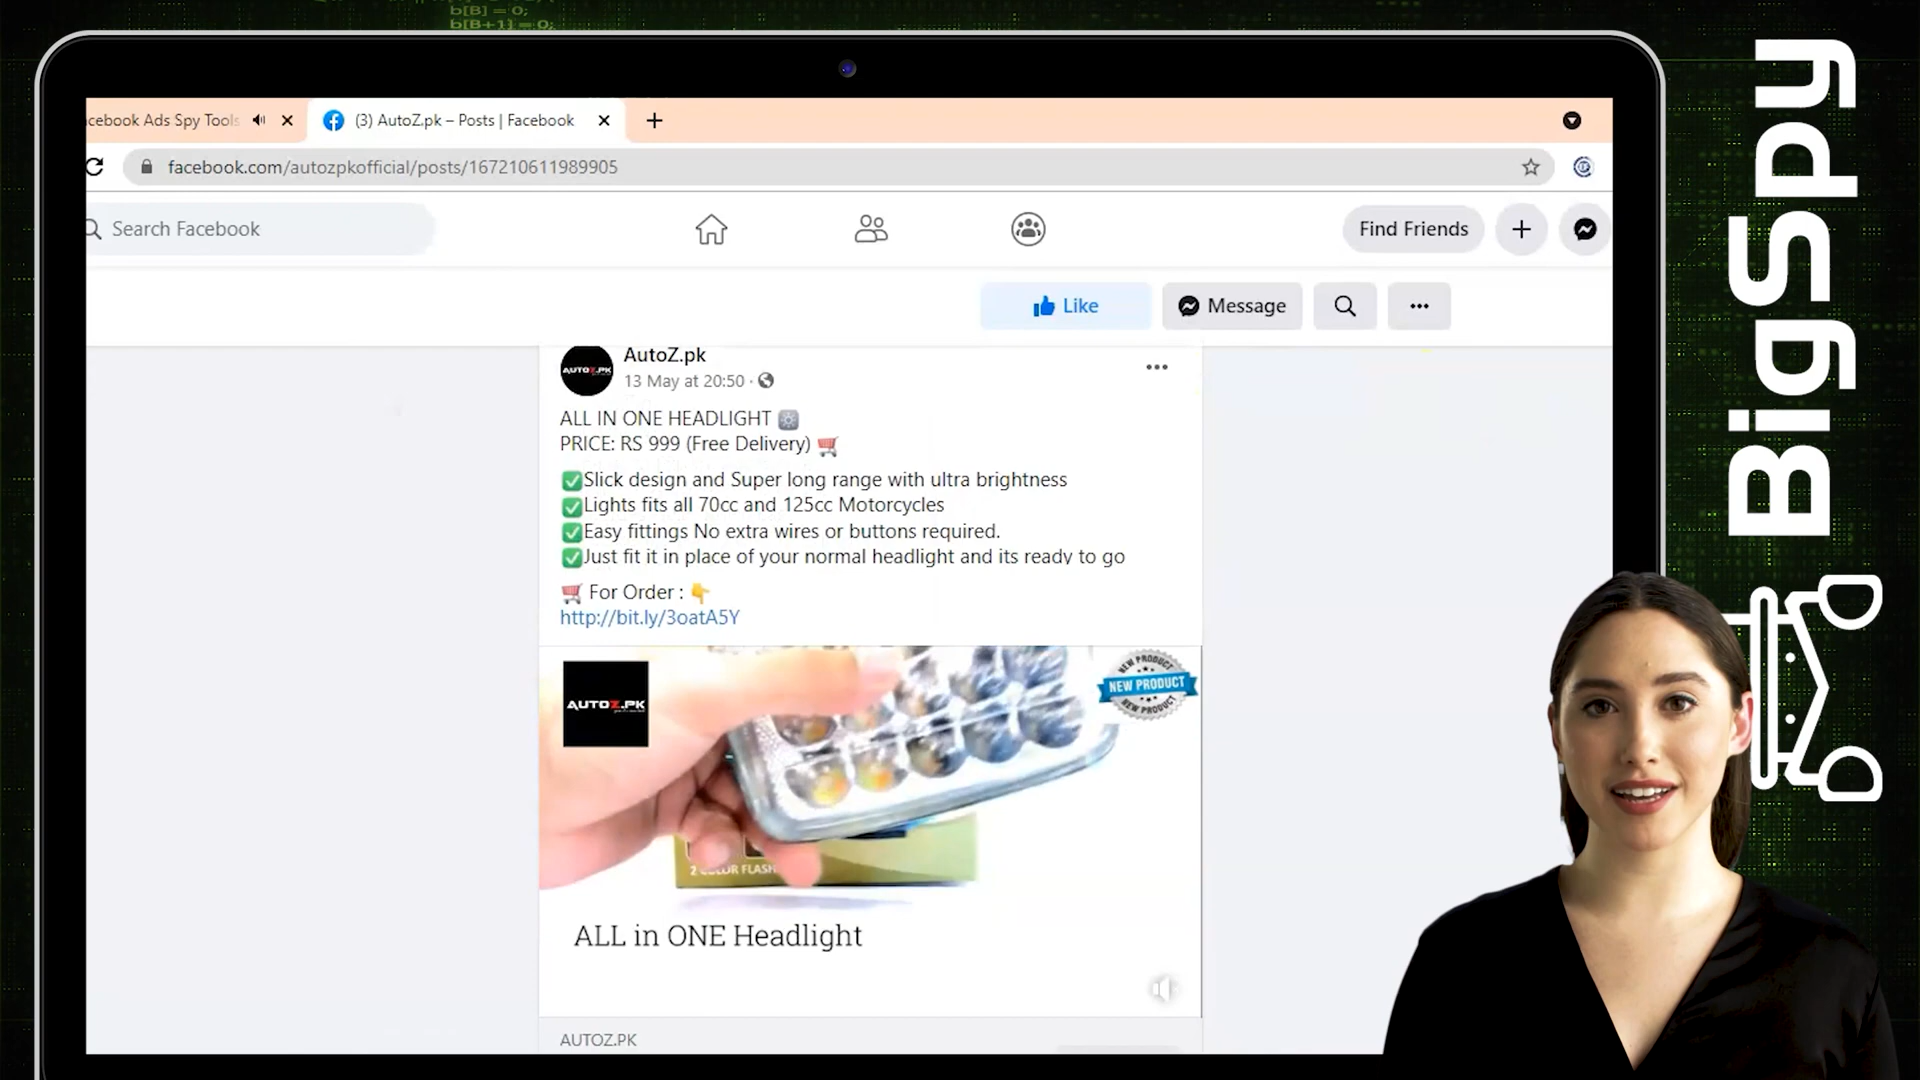 b[B] = 0;
b[B+1] = 0;
cebook Ads Spy Tools
(3) AutoZ.pk – Posts | Facebook
facebook.com/autozpkofficial/posts/167210611989905
Search Facebook
Find Friends
Like
Message
AutoZ.pk
13 May at 20:50
ALL IN ONE HEADLIGHT
PRICE: RS 999 (Free Delivery)
Slick design and Super long range with ultra brightness
Lights fits all 70cc and 125cc Motorcycles
Easy fittings No extra wires or buttons required.
Just fit it in place of your normal headlight and its ready to go
For Order :
http://bit.ly/3oatA5Y
AUTOZ.PK
AUTOZ.PK
NEW PRODUCT
NEW PRODUCT
NEW PRODUCT
2 COLOR FLASH
ALL in ONE Headlight
AUTOZ.PK
BigSpy